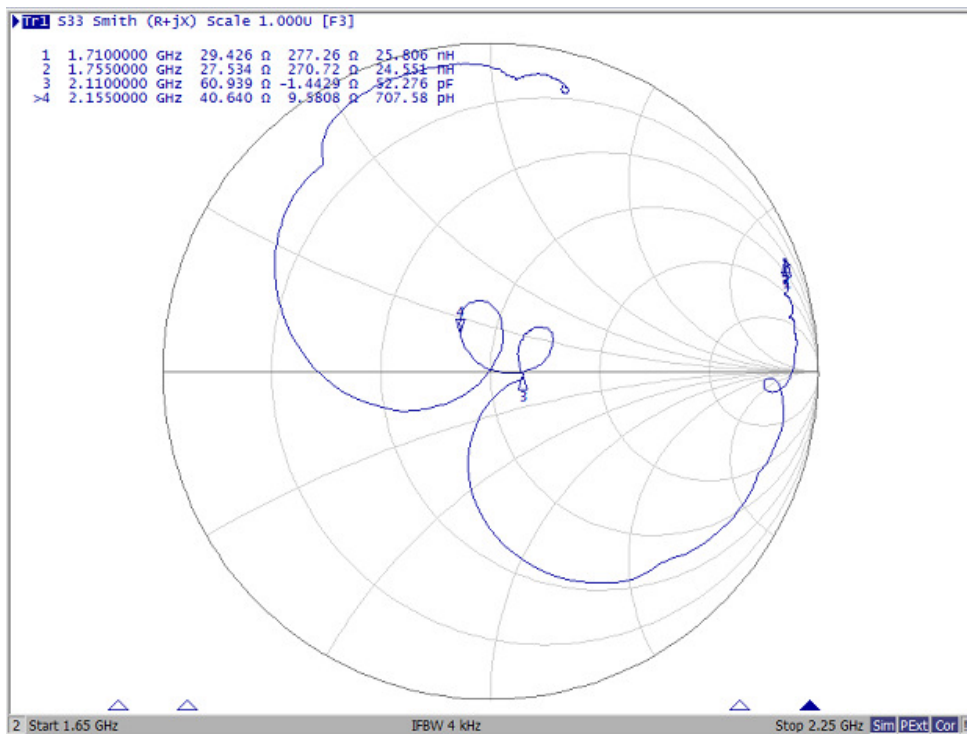 Tr1 S33 Smith (R+jX) Scale 1.000U [F3]
1 1.7100000 GHz 29.426 Ω 277.26 Ω 25.806 nH
2 1.7550000 GHz 27.534 Ω 270.72 Ω 24.551 nH
3 2.1100000 GHz 60.939 Ω -1.4429 Ω 52.276 pF
>4 2.1550000 GHz 40.640 Ω 9.5808 Ω 707.58 pH
4
3
2 Start 1.65 GHz IFBW 4 kHz Stop 2.25 GHz Sim PExt Cor